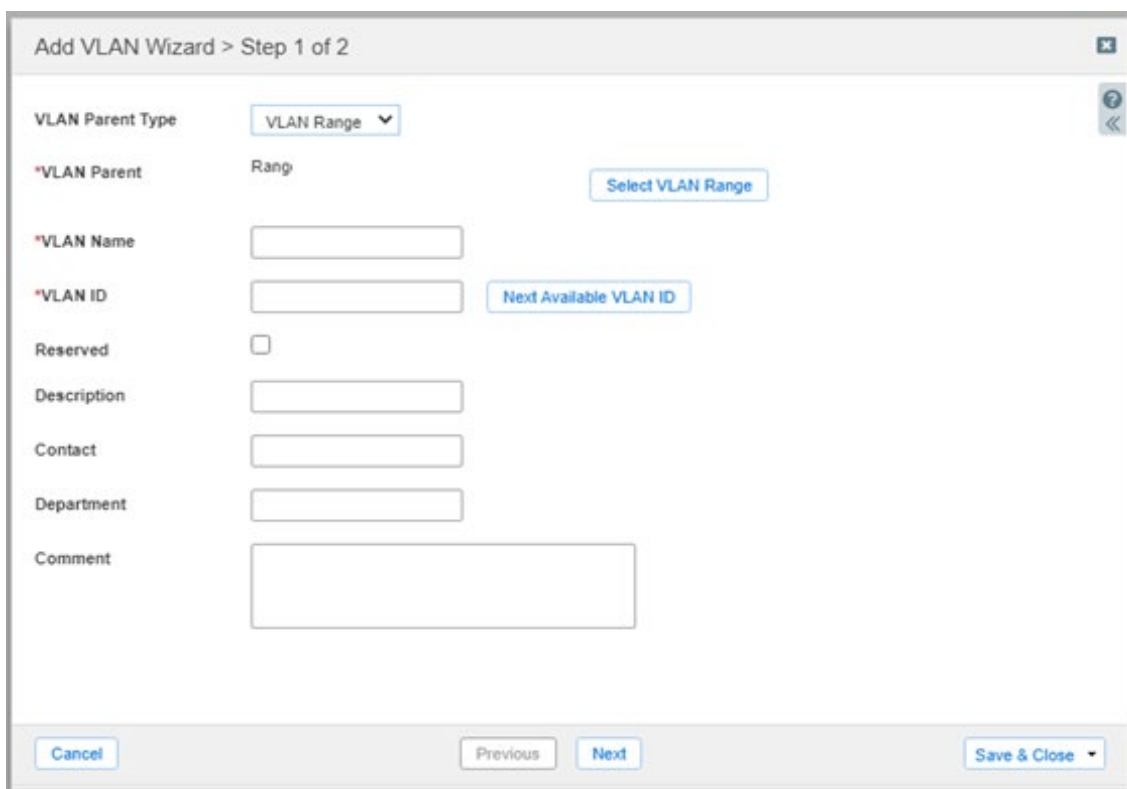 Add VLAN Wizard > Step 1 of 2
VLAN Parent Type
VLAN Range
*VLAN Parent
Rang
Select VLAN Range
*VLAN Name
*VLAN ID
Next Available VLAN ID
Reserved
Description
Contact
Department
Comment
Cancel
Previous
Next
Save & Close